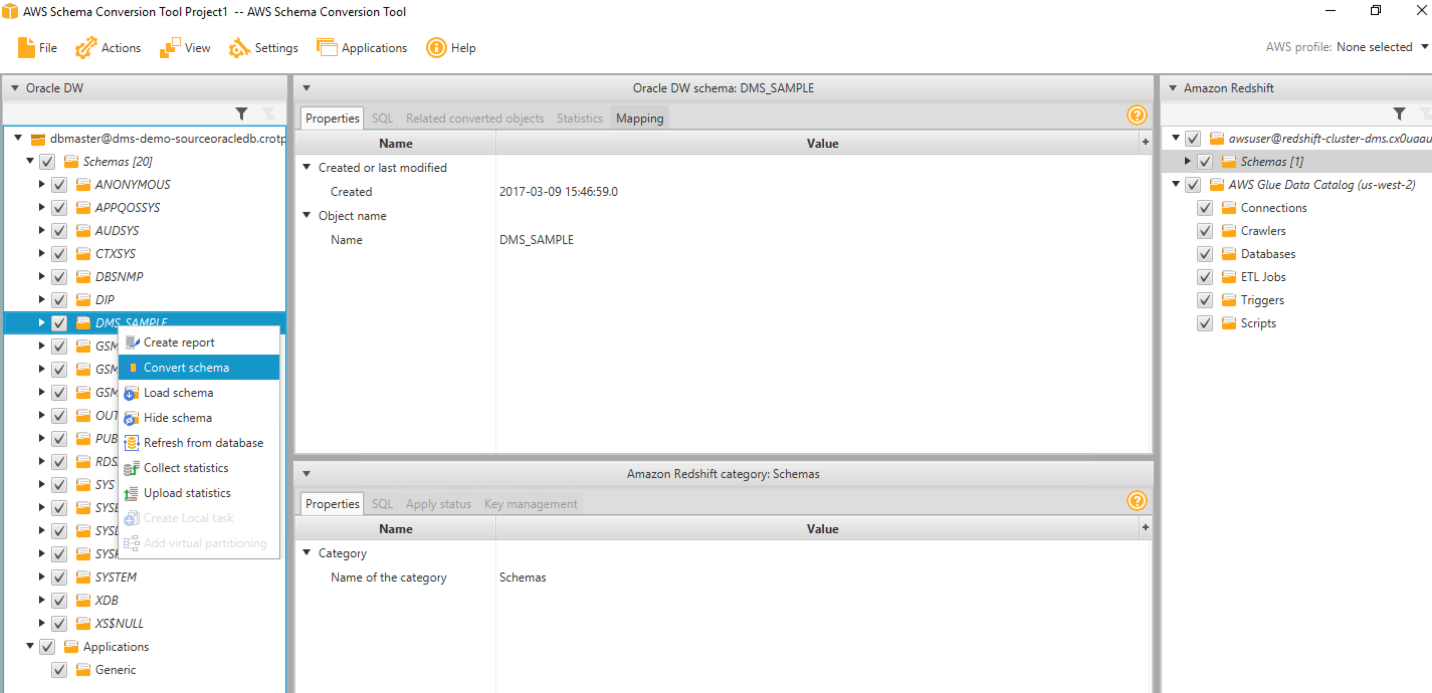 AWS Schema Conversion Tool Project1 -- AWS Schema Conversion Tool
File Actions View Settings Applications Help
AWS profile: None selected
Oracle DW
dbmaster@dms-demo-sourceoracledb.crotp
Schemas [20]
ANONYMOUS
APPQOSSYS
AUDSYS
CTXSYS
DBSNMP
DIP
DMS_SAMPLE
GSM
GSM
GSM
OUT
PUB
RDS
SYS
SYSE
SYS
SYS
SYSTEM
XDB
XS$NULL
Applications
Generic
Create report
Convert schema
Load schema
Hide schema
Refresh from database
Collect statistics
Upload statistics
Create Local task
Add virtual partitioning
Oracle DW schema: DMS_SAMPLE
Properties SQL Related converted objects Statistics Mapping
Name Value
Created or last modified
Created 2017-03-09 15:46:59.0
Object name
Name DMS_SAMPLE
Amazon Redshift category: Schemas
Properties SQL Apply status Key management
Name Value
Category
Name of the category Schemas
Amazon Redshift
awsuser@redshift-cluster-dms.cx0uaau
Schemas [1]
AWS Glue Data Catalog (us-west-2)
Connections
Crawlers
Databases
ETL Jobs
Triggers
Scripts